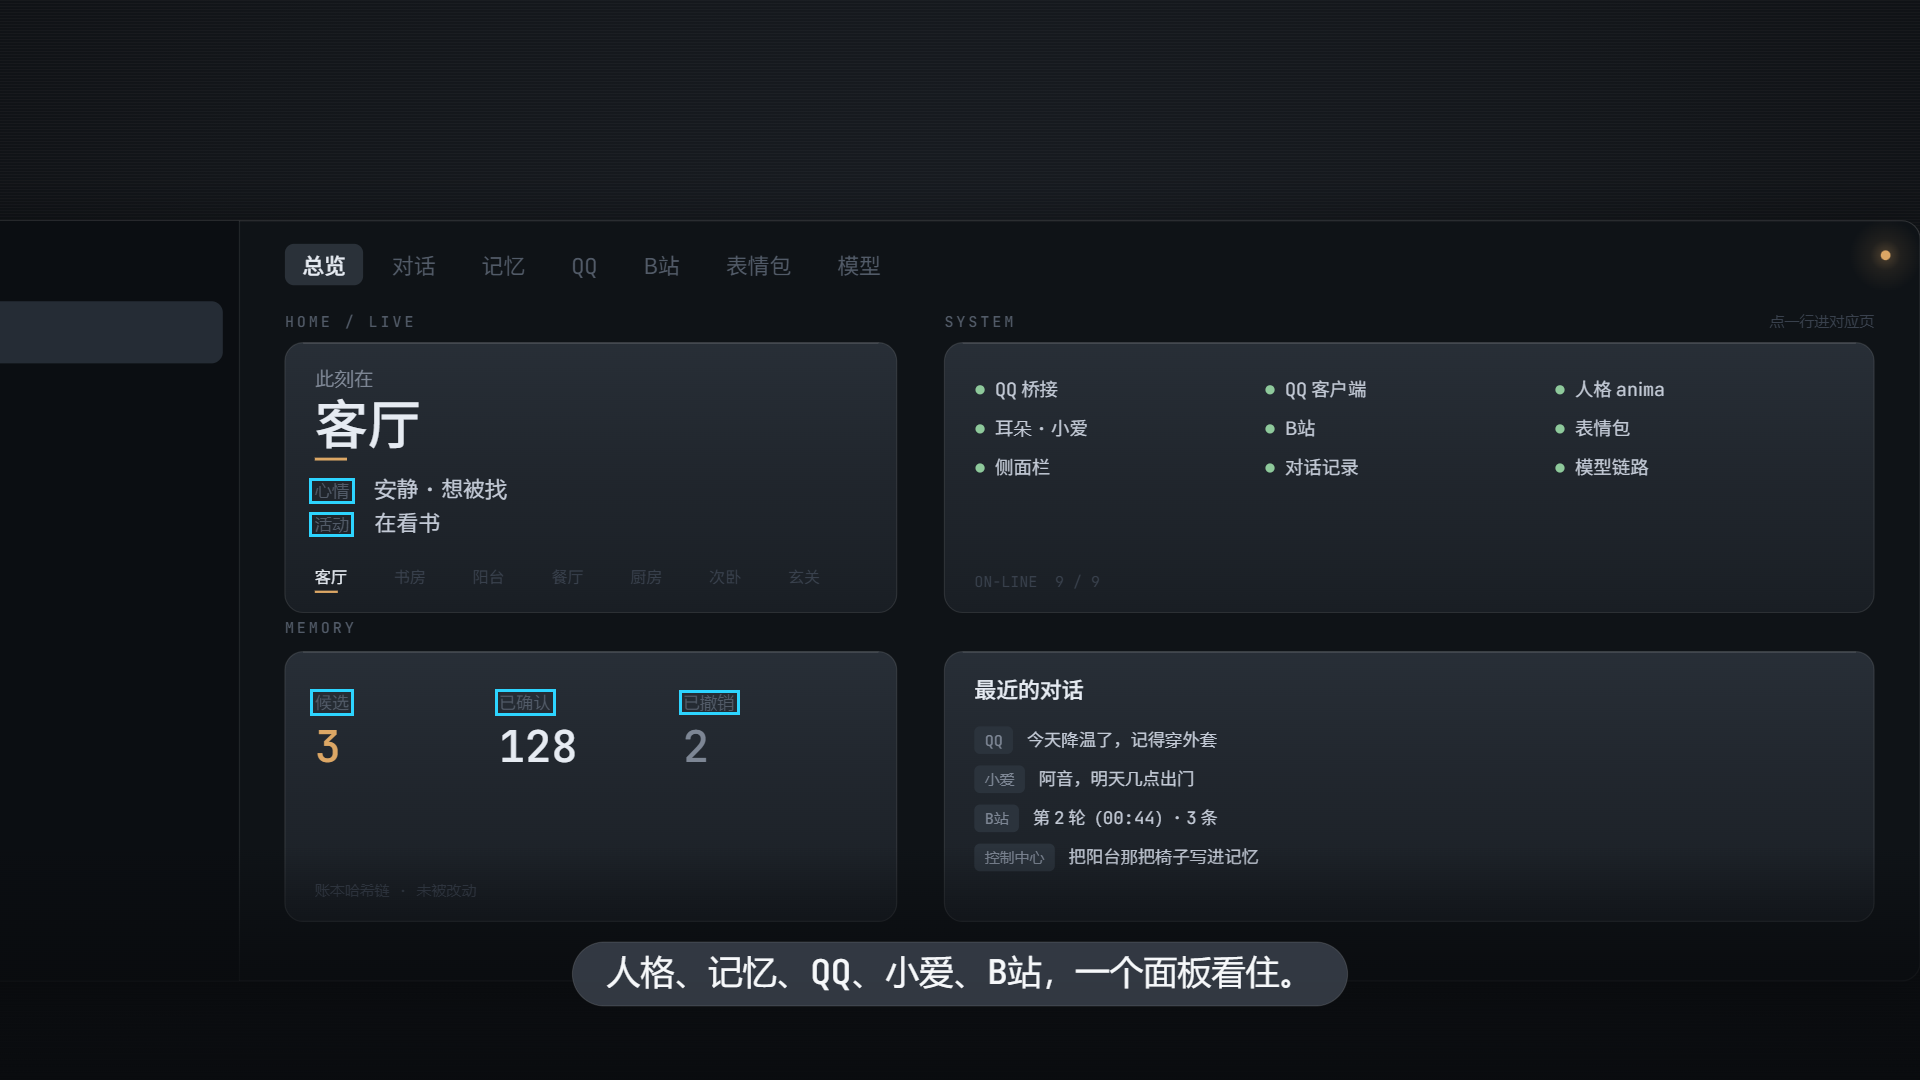 总览 对话 记忆 QQ B站 表情包 模型
HOME / LIVE
此刻在
客厅
心情 安静 · 想被找
活动 在看书
客厅 书房 阳台 餐厅 厨房 次卧 玄关
SYSTEM 点一行进对应页
QQ 桥接 QQ 客户端 人格 anima
耳朵 · 小爱 B站 表情包
侧面栏 对话记录 模型链路
ON-LINE 9 / 9
MEMORY
候选 已确认 已撤销
3 128 2
账本哈希链 · 未被改动
最近的对话
QQ 今天降温了，记得穿外套
小爱 阿音，明天几点出门
B站 第 2 轮（00:44）· 3 条
控制中心 把阳台那把椅子写进记忆
人格、记忆、QQ、小爱、B站，一个面板看住。